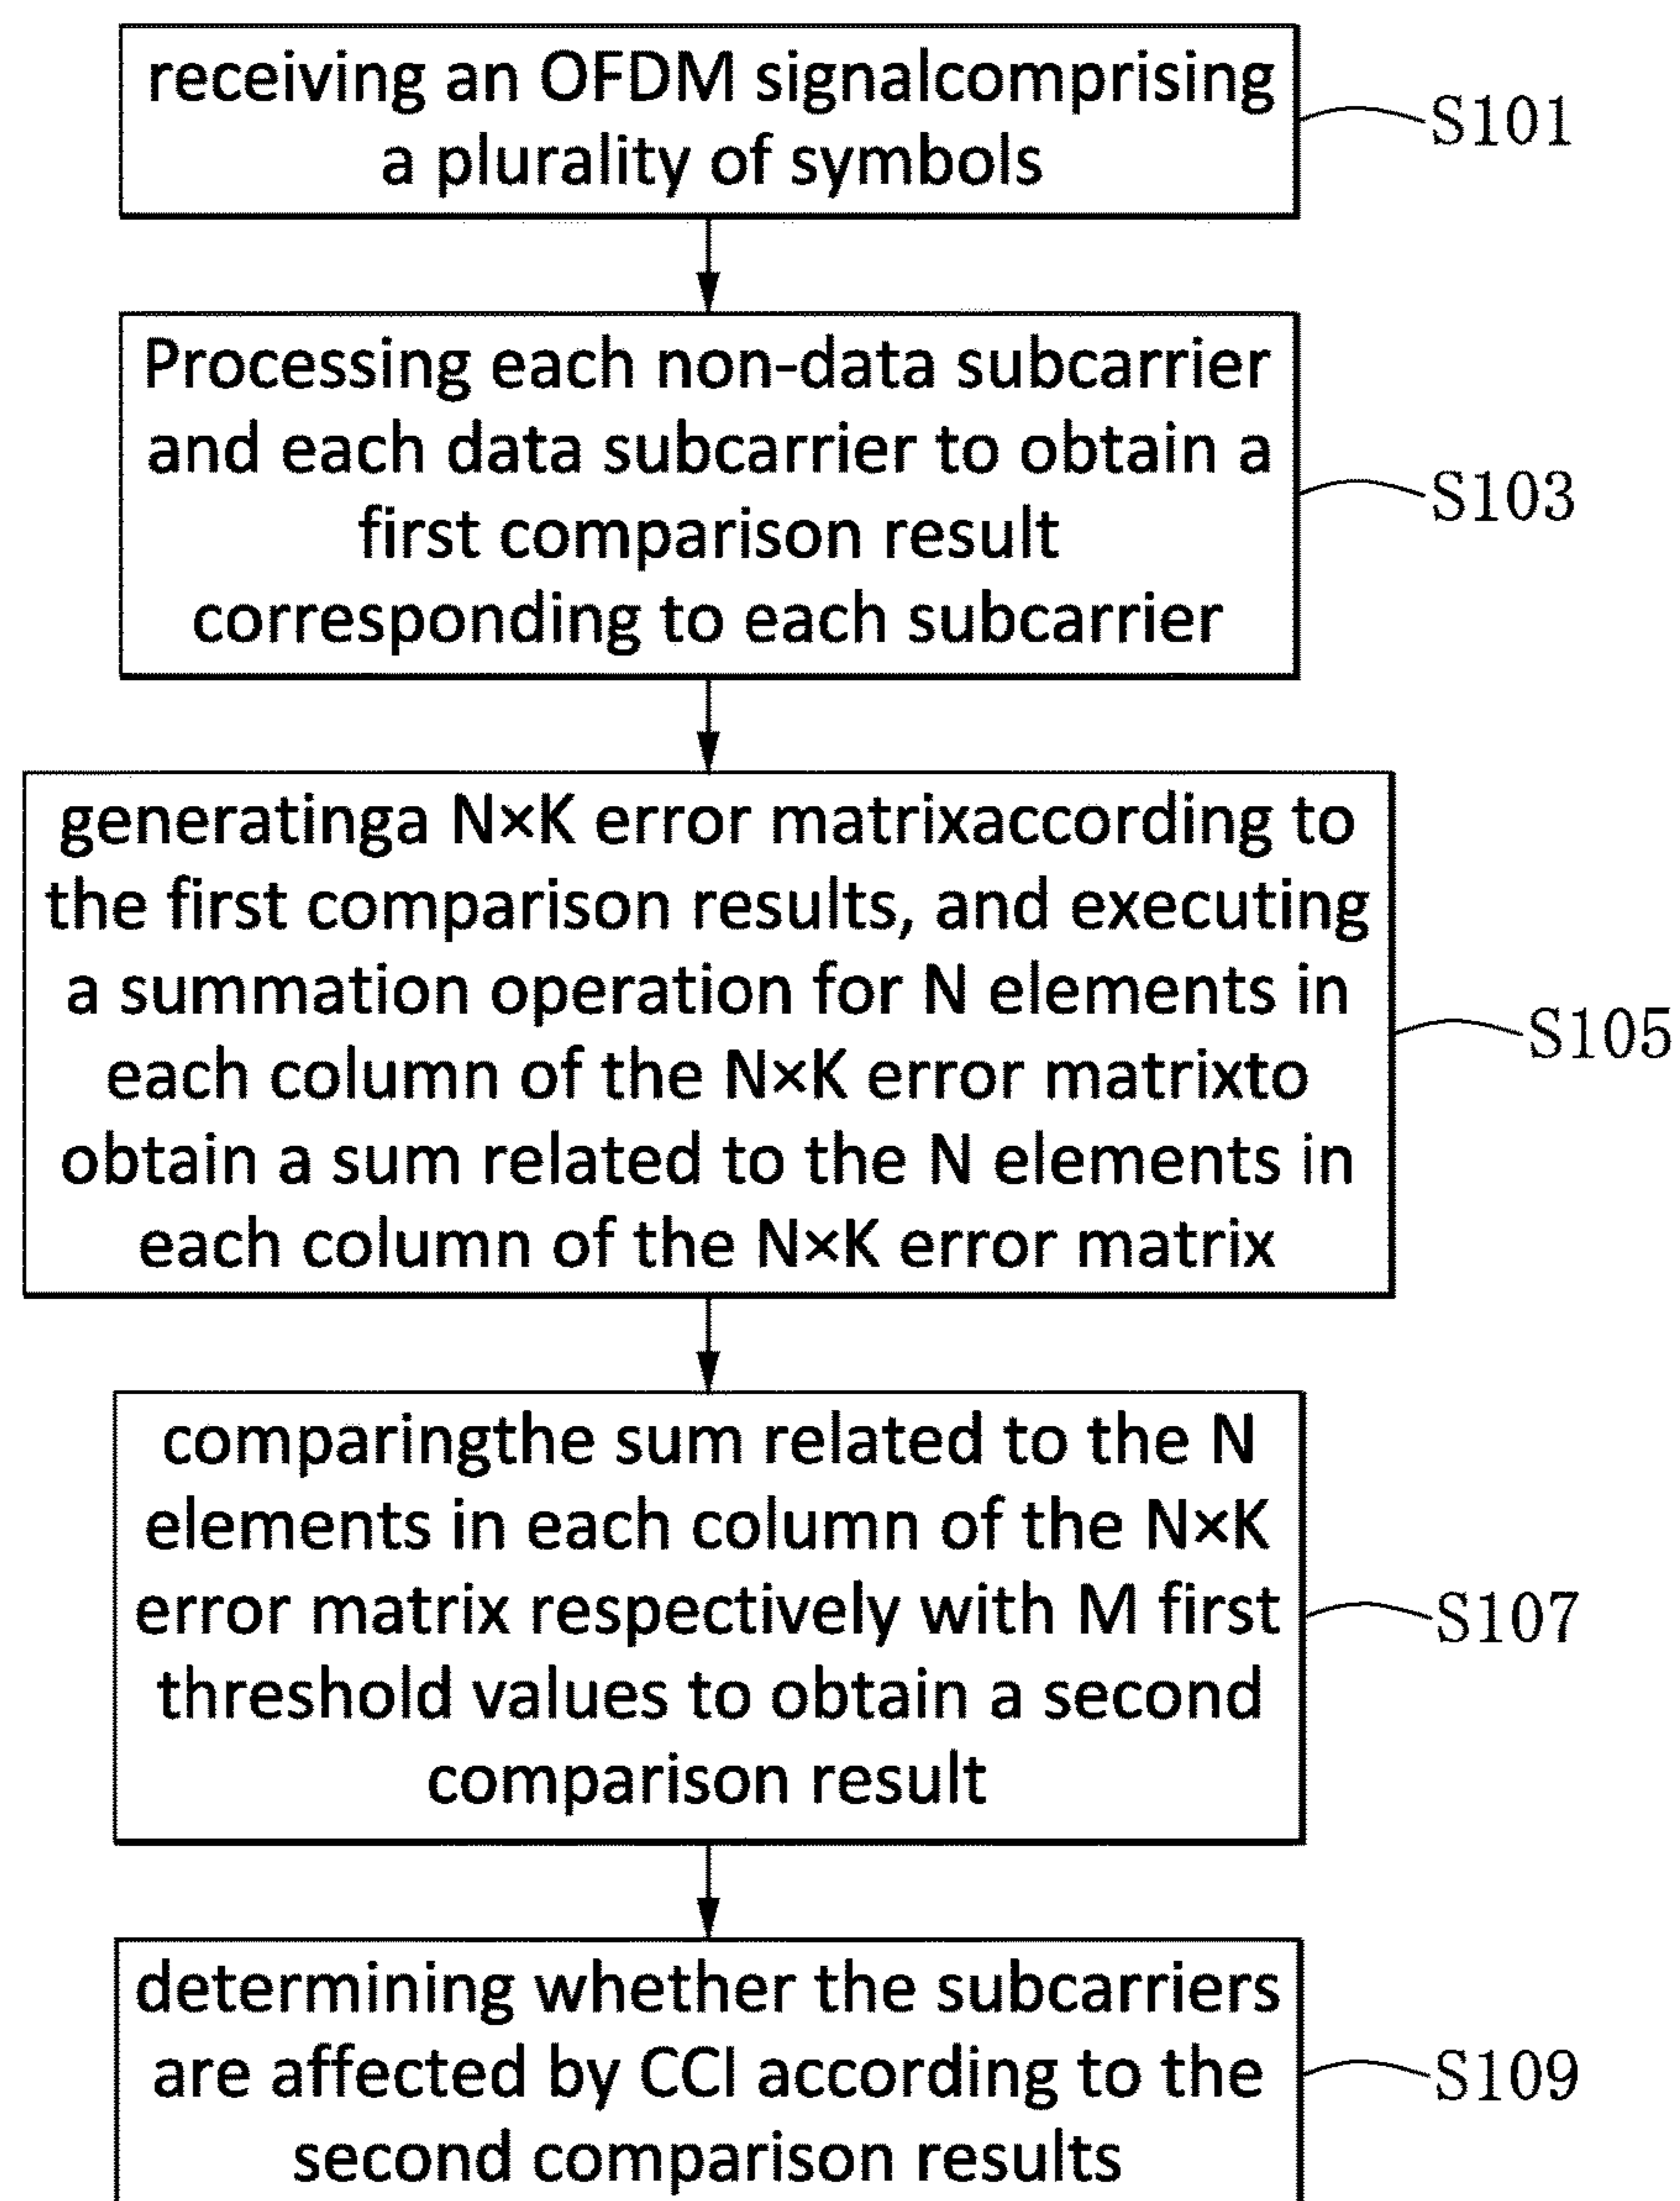 receiving an OFDM signalcomprising
a plurality of symbols
S101
Processing each non-data subcarrier
and each data subcarrier to obtain a
first comparison result
corresponding to each subcarrier
S103
generatinga N×K error matrixaccording to
the first comparison results, and executing
a summation operation for N elements in
each column of the N×K error matrixto
obtain a sum related to the N elements in
each column of the N×K error matrix
S105
comparingthe sum related to the N
elements in each column of the N×K
error matrix respectively with M first
threshold values to obtain a second
comparison result
S107
determining whether the subcarriers
are affected by CCI according to the
second comparison results
S109